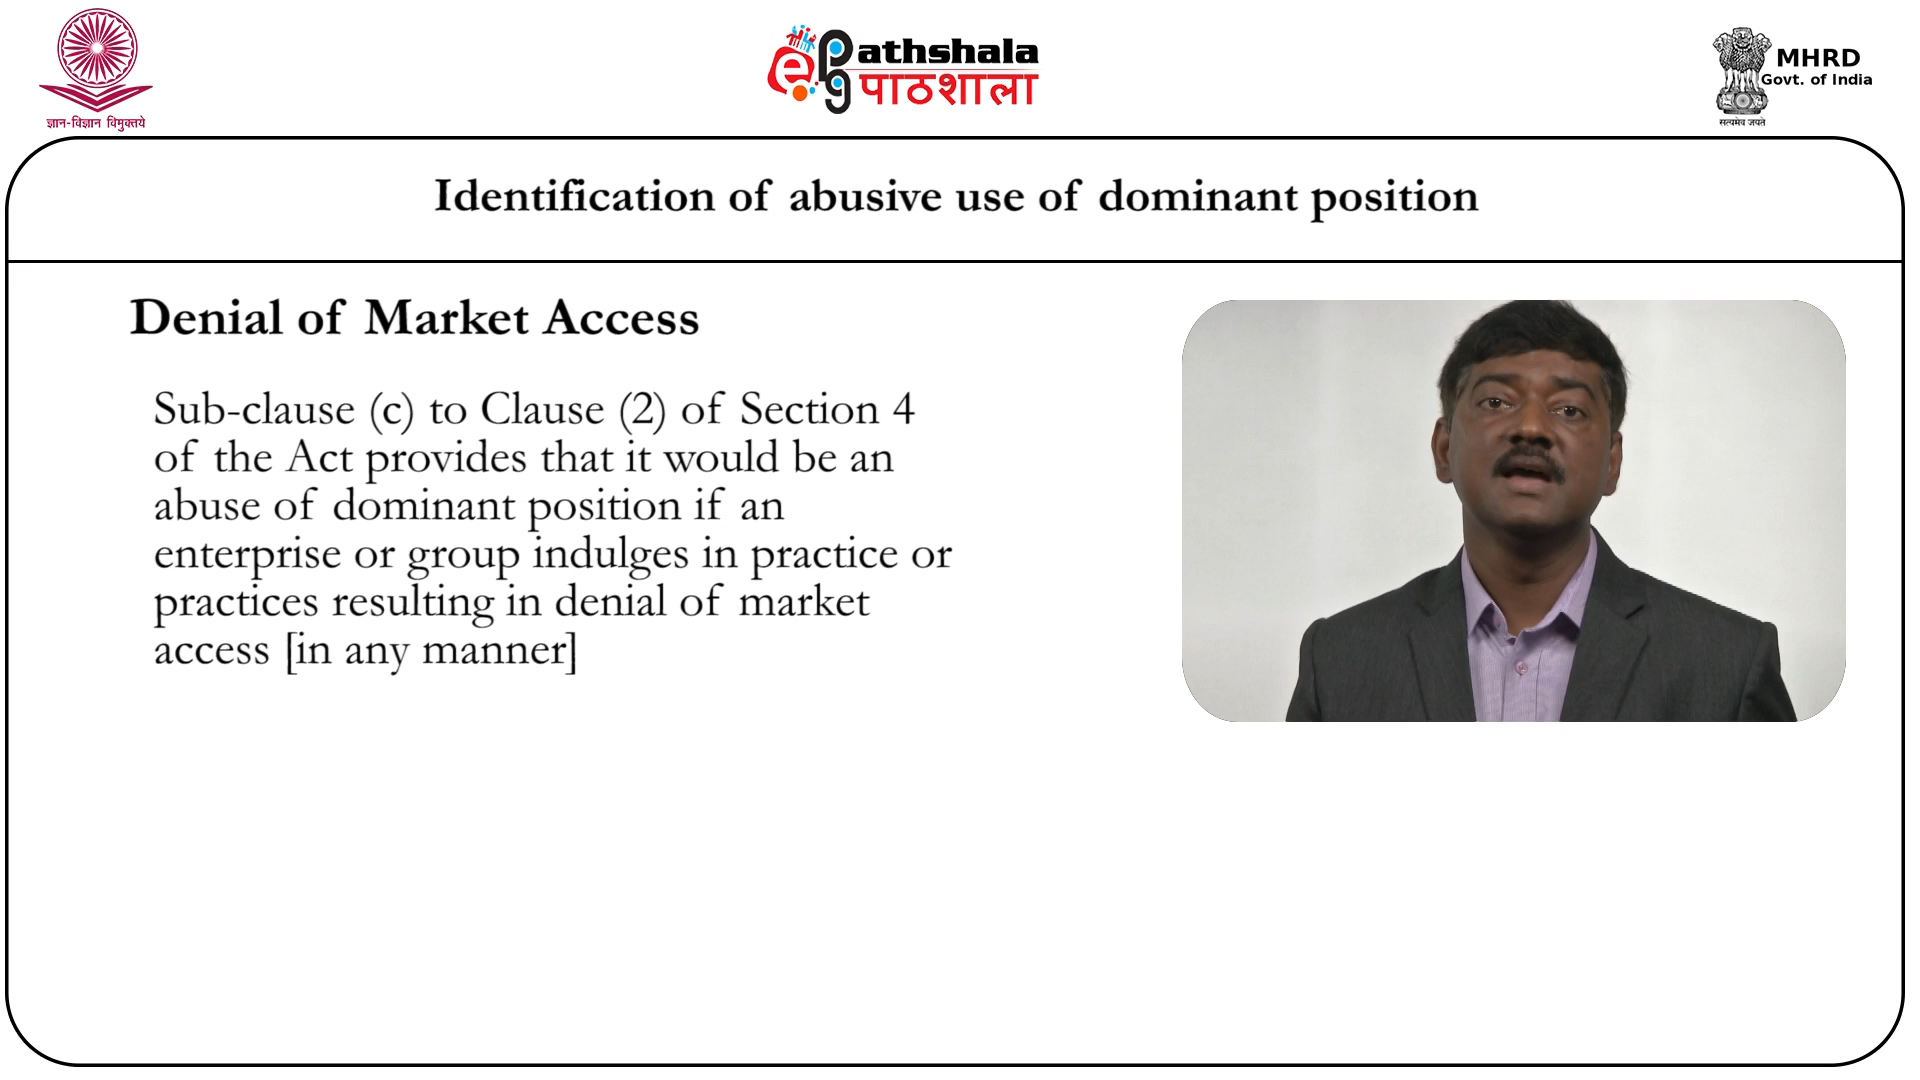 ज्ञान-विज्ञान विमुक्तये
ePGathshala
पाठशाला
MHRD
Govt. of India
सत्यमेव जयते
Identification of abusive use of dominant position
Denial of Market Access
Sub-clause (c) to Clause (2) of Section 4
of the Act provides that it would be an
abuse of dominant position if an
enterprise or group indulges in practice or
practices resulting in denial of market
access [in any manner]